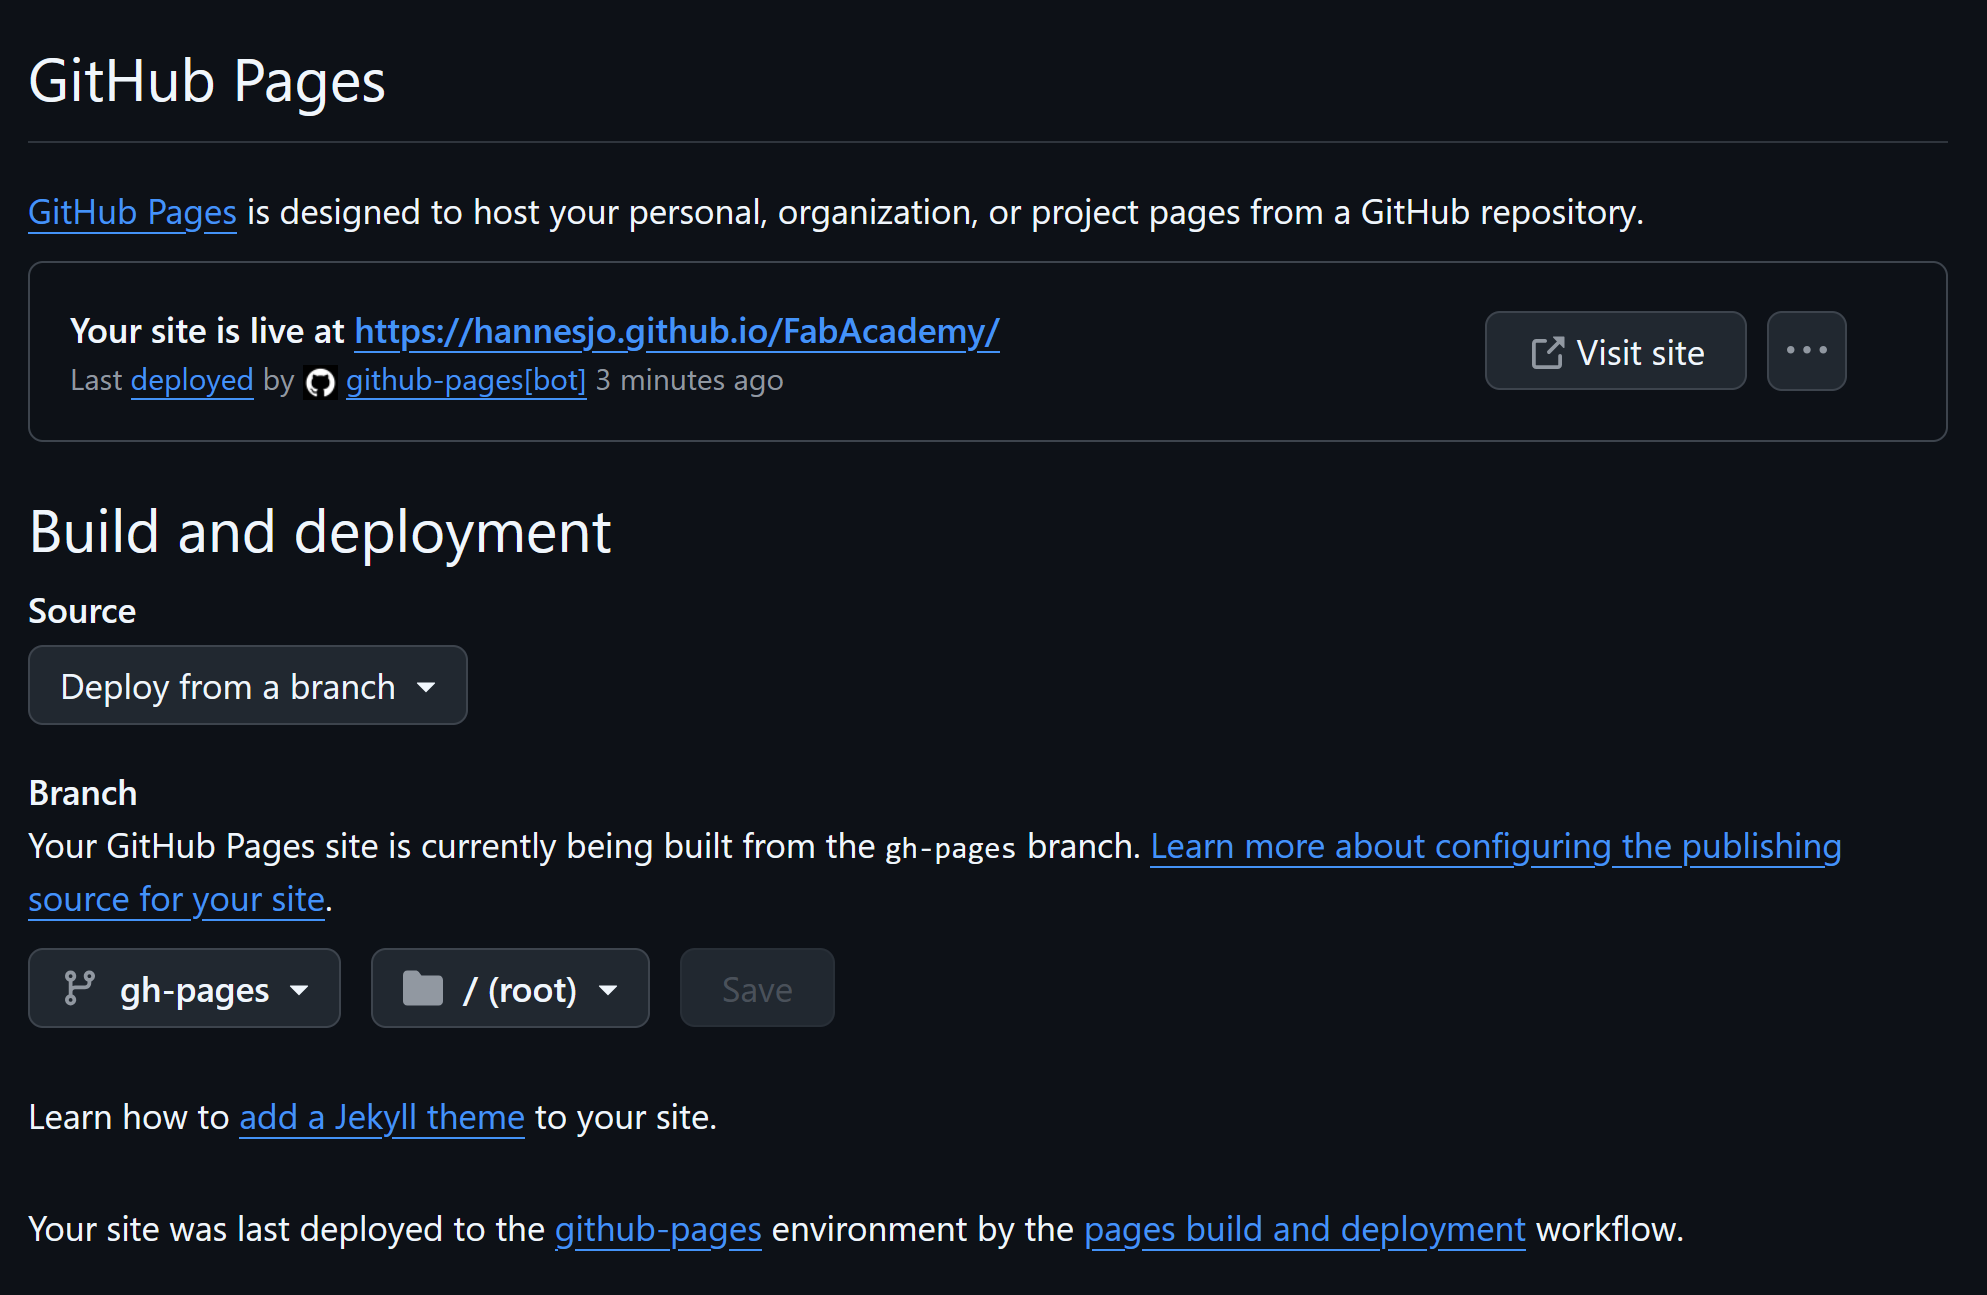 GitHub Pages
GitHub Pages is designed to host your personal, organization, or project pages from a GitHub repository.
Your site is live at https://hannesjo.github.io/FabAcademy/
Last deployed by github-pages[bot] 3 minutes ago
Visit site
Build and deployment
Source
Deploy from a branch
Branch
Your GitHub Pages site is currently being built from the gh-pages branch. Learn more about configuring the publishing
source for your site.
gh-pages / (root) Save
Learn how to add a Jekyll theme to your site.
Your site was last deployed to the github-pages environment by the pages build and deployment workflow.